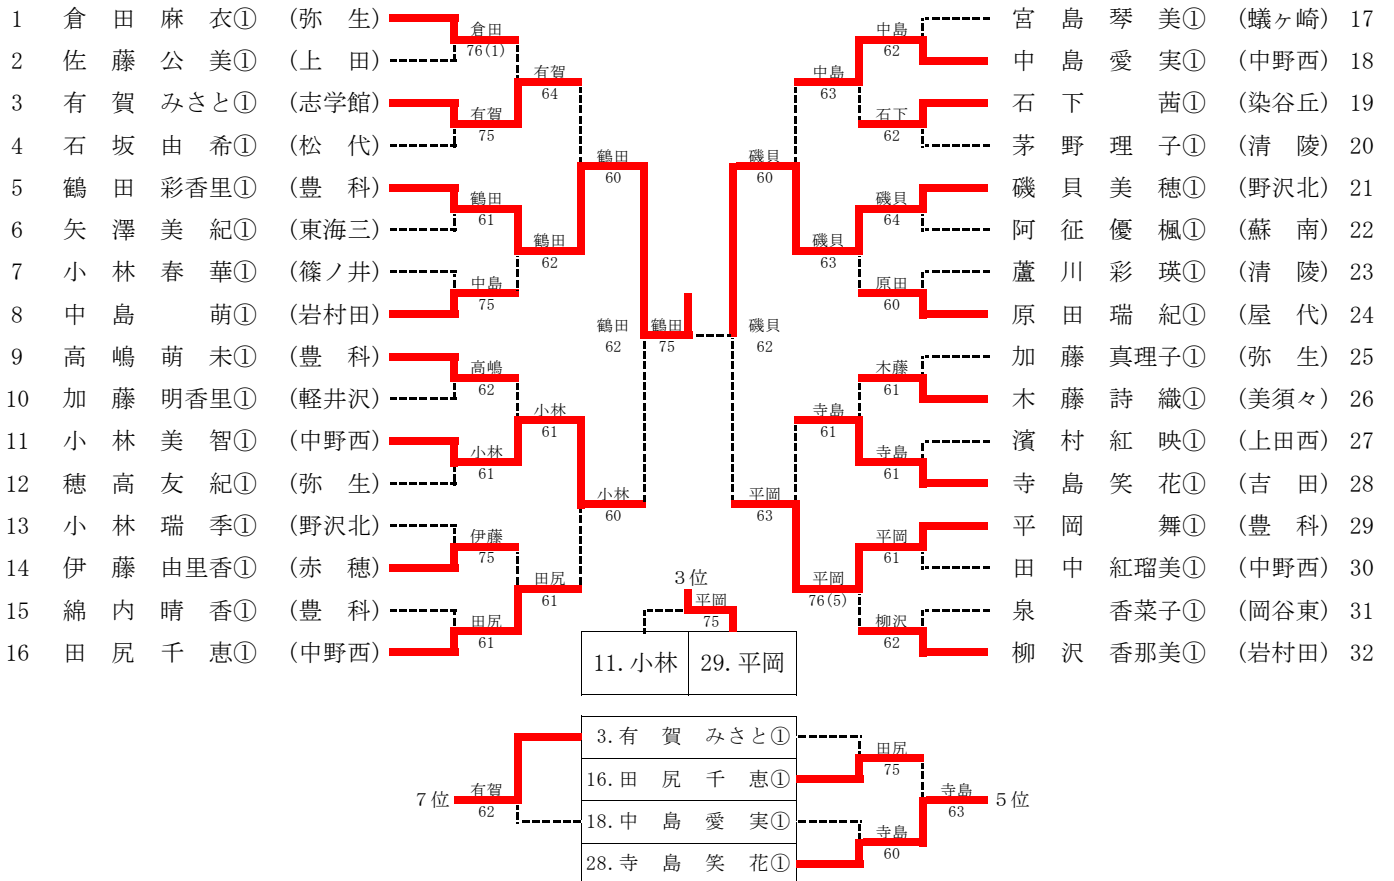 1 倉 田 麻 衣① (弥 生)
2 佐 藤 公 美① (上 田)
3 有 賀 みさと① (志学館)
4 石 坂 由 希① (松 代)
5 鶴 田 彩香里① (豊 科)
6 矢 澤 美 紀① (東海三)
7 小 林 春 華① (篠ノ井)
8 中 島 萌① (岩村田)
9 高 嶋 萌 未① (豊 科)
10 加 藤 明香里① (軽井沢)
11 小 林 美 智① (中野西)
12 穂 高 友 紀① (弥 生)
13 小 林 瑞 季① (野沢北)
14 伊 藤 由里香① (赤 穂)
15 綿 内 晴 香① (豊 科)
16 田 尻 千 恵① (中野西)
倉田
76(1)
有賀
75
鶴田
61
中島
75
高嶋
62
小林
61
伊藤
75
田尻
61
有賀
64
鶴田
62
小林
61
田尻
61
鶴田
60
小林
60
鶴田
62
鶴田
75
磯貝
62
磯貝
60
平岡
63
中島
63
磯貝
63
寺島
61
平岡
76(5)
中島
62
石下
62
磯貝
64
原田
60
木藤
61
寺島
61
平岡
61
柳沢
62
宮 島 琴 美① (蟻ヶ崎) 17
中 島 愛 実① (中野西) 18
石 下 茜① (染谷丘) 19
茅 野 理 子① (清 陵) 20
磯 貝 美 穂① (野沢北) 21
阿 征 優 楓① (蘇 南) 22
蘆 川 彩 瑛① (清 陵) 23
原 田 瑞 紀① (屋 代) 24
加 藤 真理子① (弥 生) 25
木 藤 詩 織① (美須々) 26
濱 村 紅 映① (上田西) 27
寺 島 笑 花① (吉 田) 28
平 岡 舞① (豊 科) 29
田 中 紅瑠美① (中野西) 30
泉 香菜子① (岡谷東) 31
柳 沢 香那美① (岩村田) 32
3位
平岡
75
11.小林 29.平岡
3.有 賀 みさと①
16.田 尻 千 恵①
18.中 島 愛 実①
28.寺 島 笑 花①
7位
有賀
62
田尻
75
寺島
60
寺島
63
5位